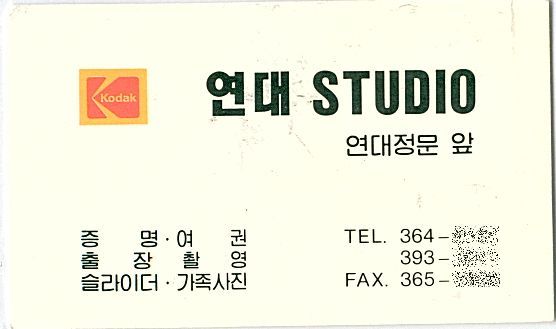 Kodak
연대 STUDIO
연대정문 앞
증 명·여 권
출 장 촬 영
슬라이더·가족사진
TEL. 364-
393-
FAX. 365-